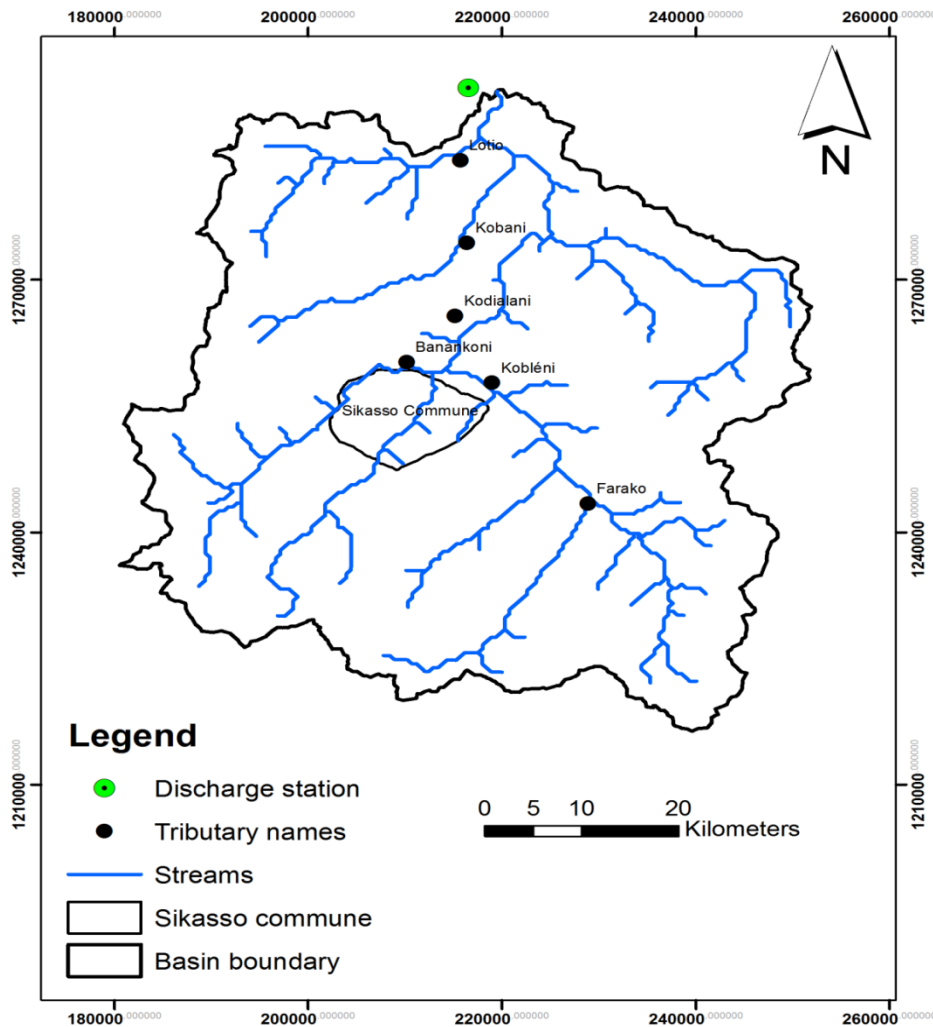 180000.000000 200000.000000 220000.000000 240000.000000 260000.000000
N
Lotio
Kobani
1270000.000000 1270000.000000
Kodialani
Banankoni
Kobléni
Sikasso Commune
Farako
1240000.000000 1240000.000000
Legend
Discharge station
Tributary names
Streams
Sikasso commune
Basin boundary
1210000.000000 1210000.000000
0 5 10 20
Kilometers
180000.000000 200000.000000 220000.000000 240000.000000 260000.000000